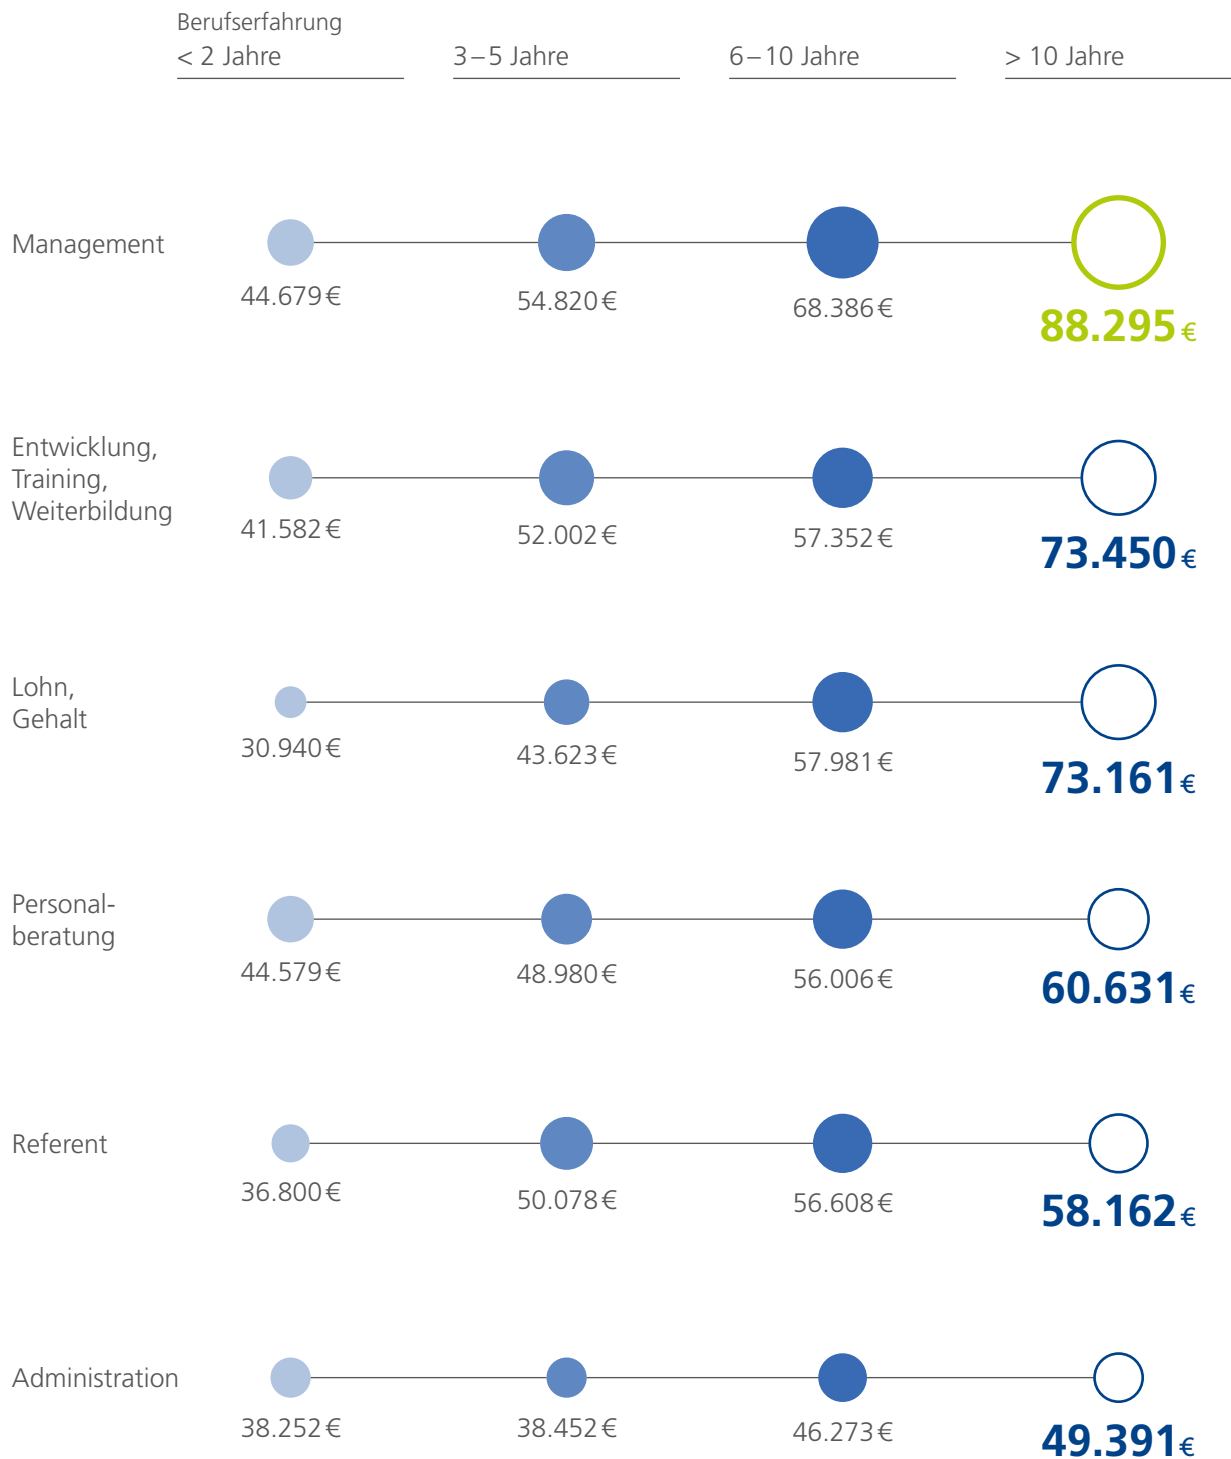 Berufserfahrung
< 2 Jahre
3–5 Jahre
6–10 Jahre
> 10 Jahre
Management
44.679 €
54.820 €
68.386 €
88.295 €
Entwicklung,
Training,
Weiterbildung
41.582 €
52.002 €
57.352 €
73.450 €
Lohn,
Gehalt
30.940 €
43.623 €
57.981 €
73.161 €
Personal-
beratung
44.579 €
48.980 €
56.006 €
60.631 €
Referent
36.800 €
50.078 €
56.608 €
58.162 €
Administration
38.252 €
38.452 €
46.273 €
49.391 €